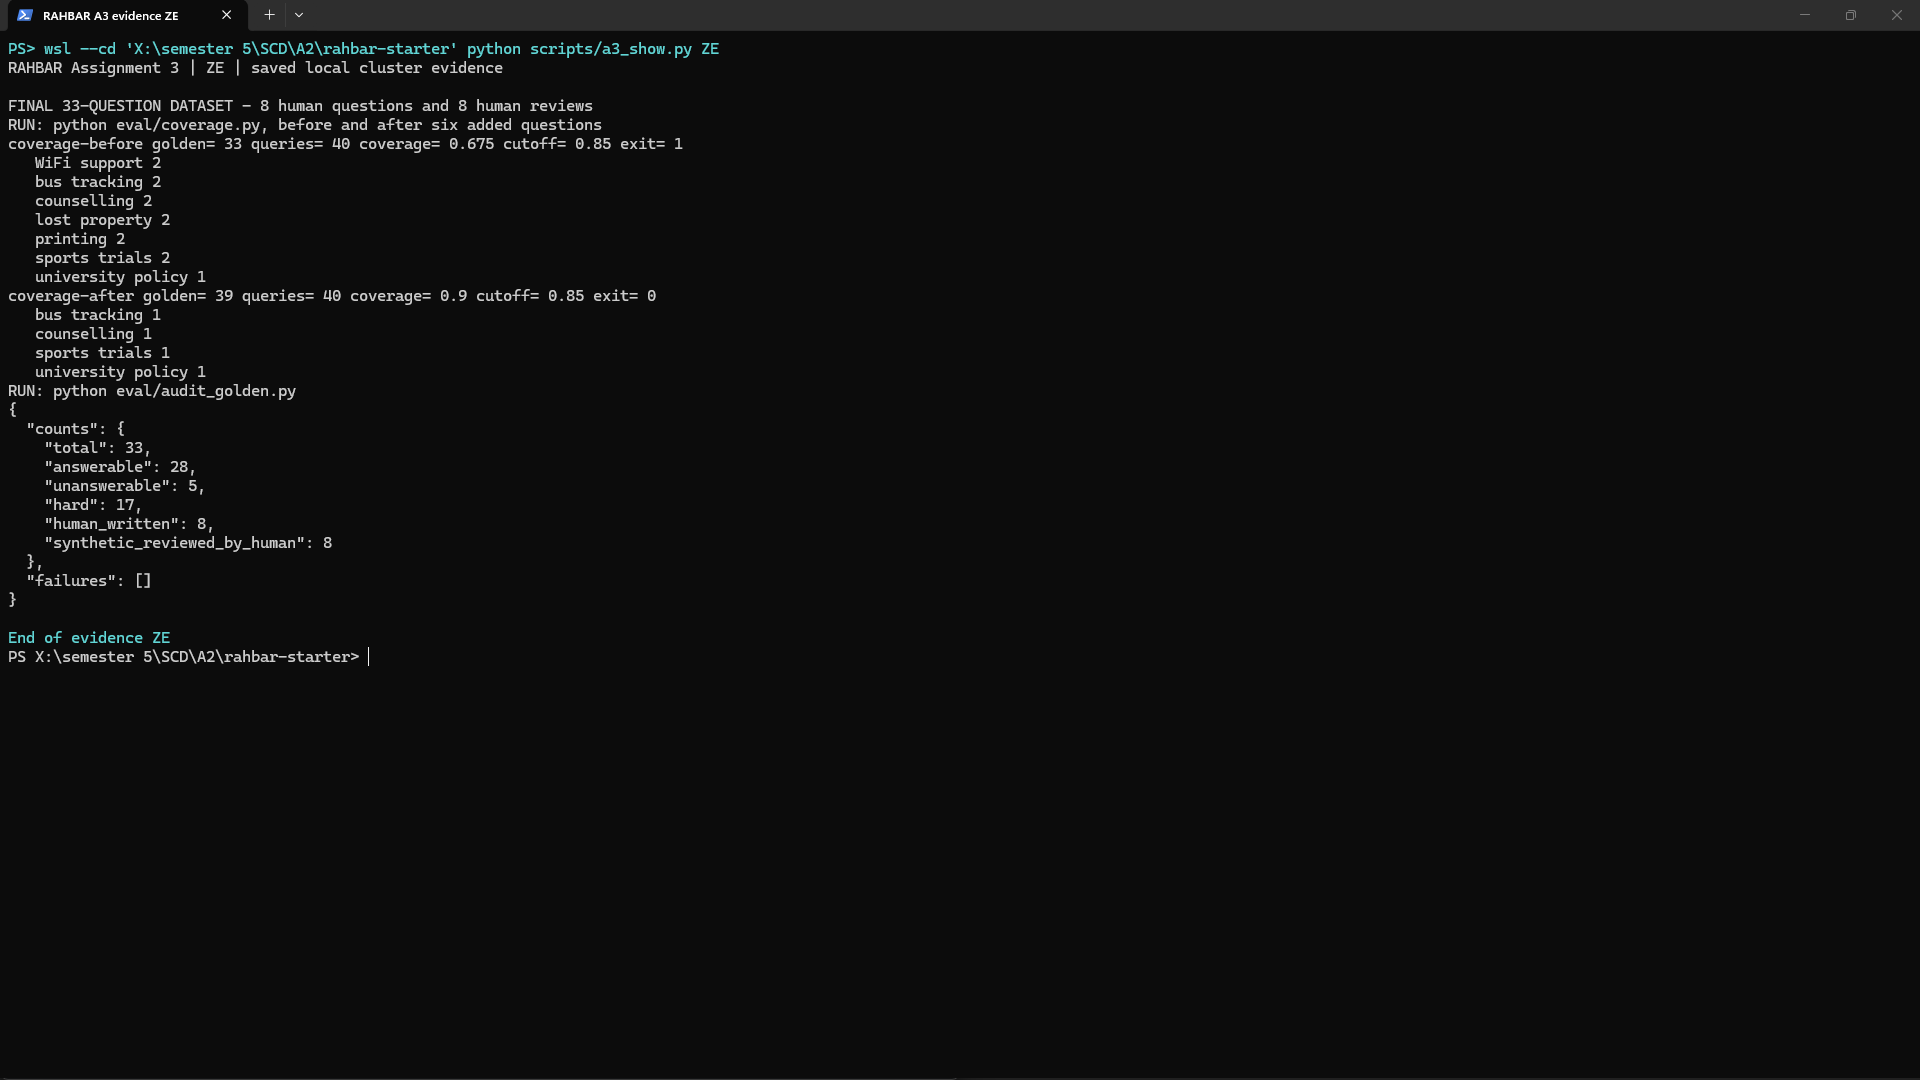 RAHBAR A3 evidence ZE
PS> wsl --cd 'X:\semester 5\SCD\A2\rahbar-starter' python scripts/a3_show.py ZE
RAHBAR Assignment 3 | ZE | saved local cluster evidence
FINAL 33-QUESTION DATASET - 8 human questions and 8 human reviews
RUN: python eval/coverage.py, before and after six added questions
coverage-before golden= 33 queries= 40 coverage= 0.675 cutoff= 0.85 exit= 1
   WiFi support 2
   bus tracking 2
   counselling 2
   lost property 2
   printing 2
   sports trials 2
   university policy 1
coverage-after golden= 39 queries= 40 coverage= 0.9 cutoff= 0.85 exit= 0
   bus tracking 1
   counselling 1
   sports trials 1
   university policy 1
RUN: python eval/audit_golden.py
{
  "counts": {
    "total": 33,
    "answerable": 28,
    "unanswerable": 5,
    "hard": 17,
    "human_written": 8,
    "synthetic_reviewed_by_human": 8
  },
  "failures": []
}
End of evidence ZE
PS X:\semester 5\SCD\A2\rahbar-starter>